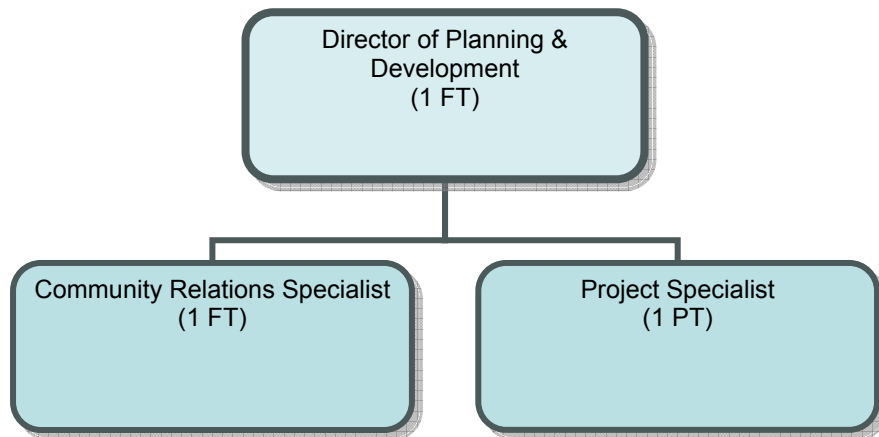 Director of Planning &
Development
(1 FT)
Community Relations Specialist
(1 FT)
Project Specialist
(1 PT)